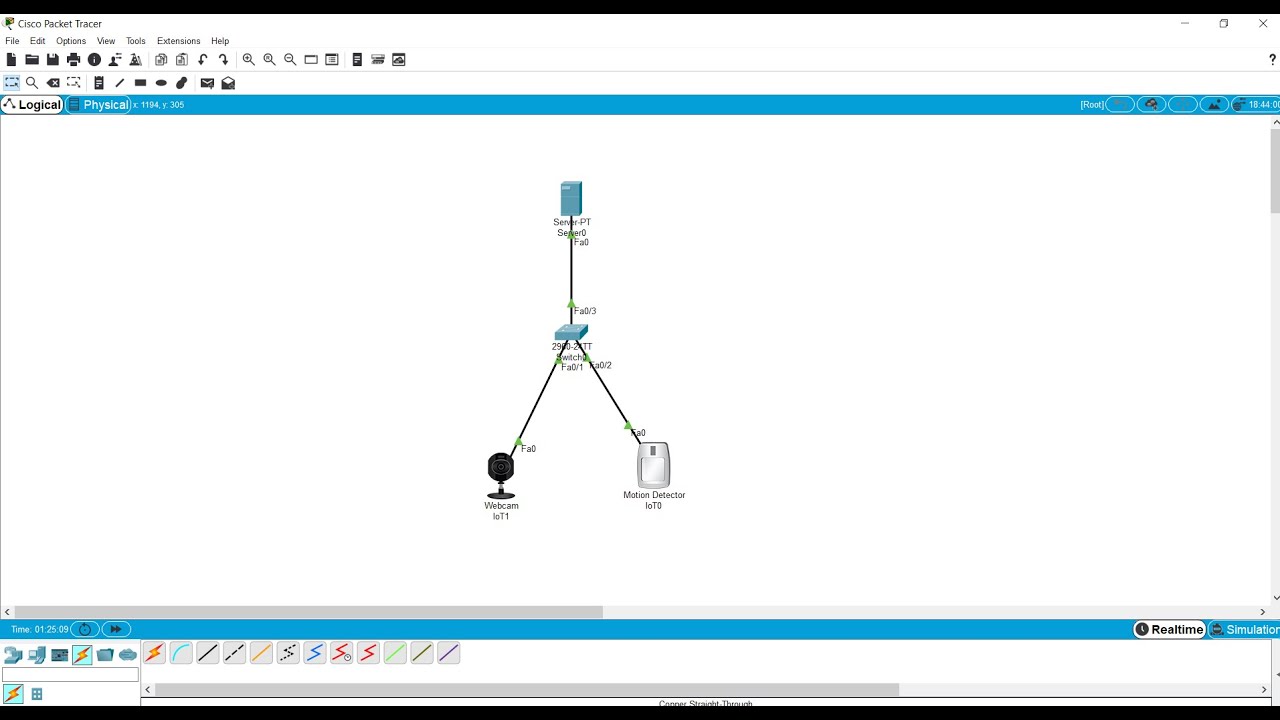 Cisco Packet Tracer
File Edit Options View Tools Extensions Help
?
Logical Physical x: 1194, y: 305 [Root] 18:44:00
Server-PT
Server0
Fa0
Fa0/3
2960-24TT
Switch0
Fa0/1 Fa0/2
Fa0
Fa0
Webcam
IoT1
Motion Detector
IoT0
Time: 01:25:09 Realtime Simulation
Copper Straight-Through